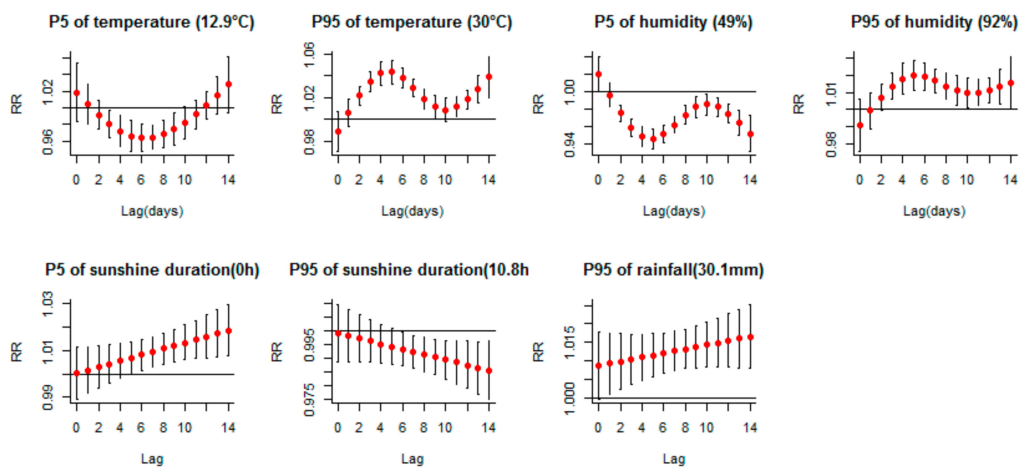 P5 of temperature (12.9°C)
P95 of temperature (30°C)
P5 of humidity (49%)
P95 of humidity (92%)
RR
0.96 1.02
0 2 4 6 8 10 14
Lag(days)
RR
0.98 1.02 1.06
0 2 4 6 8 10 14
Lag(days)
RR
0.94 1.00
0 2 4 6 8 10 14
Lag(days)
RR
0.98 1.01
0 2 4 6 8 10 14
Lag(days)
P5 of sunshine duration(0h)
P95 of sunshine duration(10.8h
P95 of rainfall(30.1mm)
RR
0.99 1.01 1.03
0 2 4 6 8 10 14
Lag
RR
0.975 0.995
0 2 4 6 8 10 14
Lag
RR
1.000 1.015
0 2 4 6 8 10 14
Lag